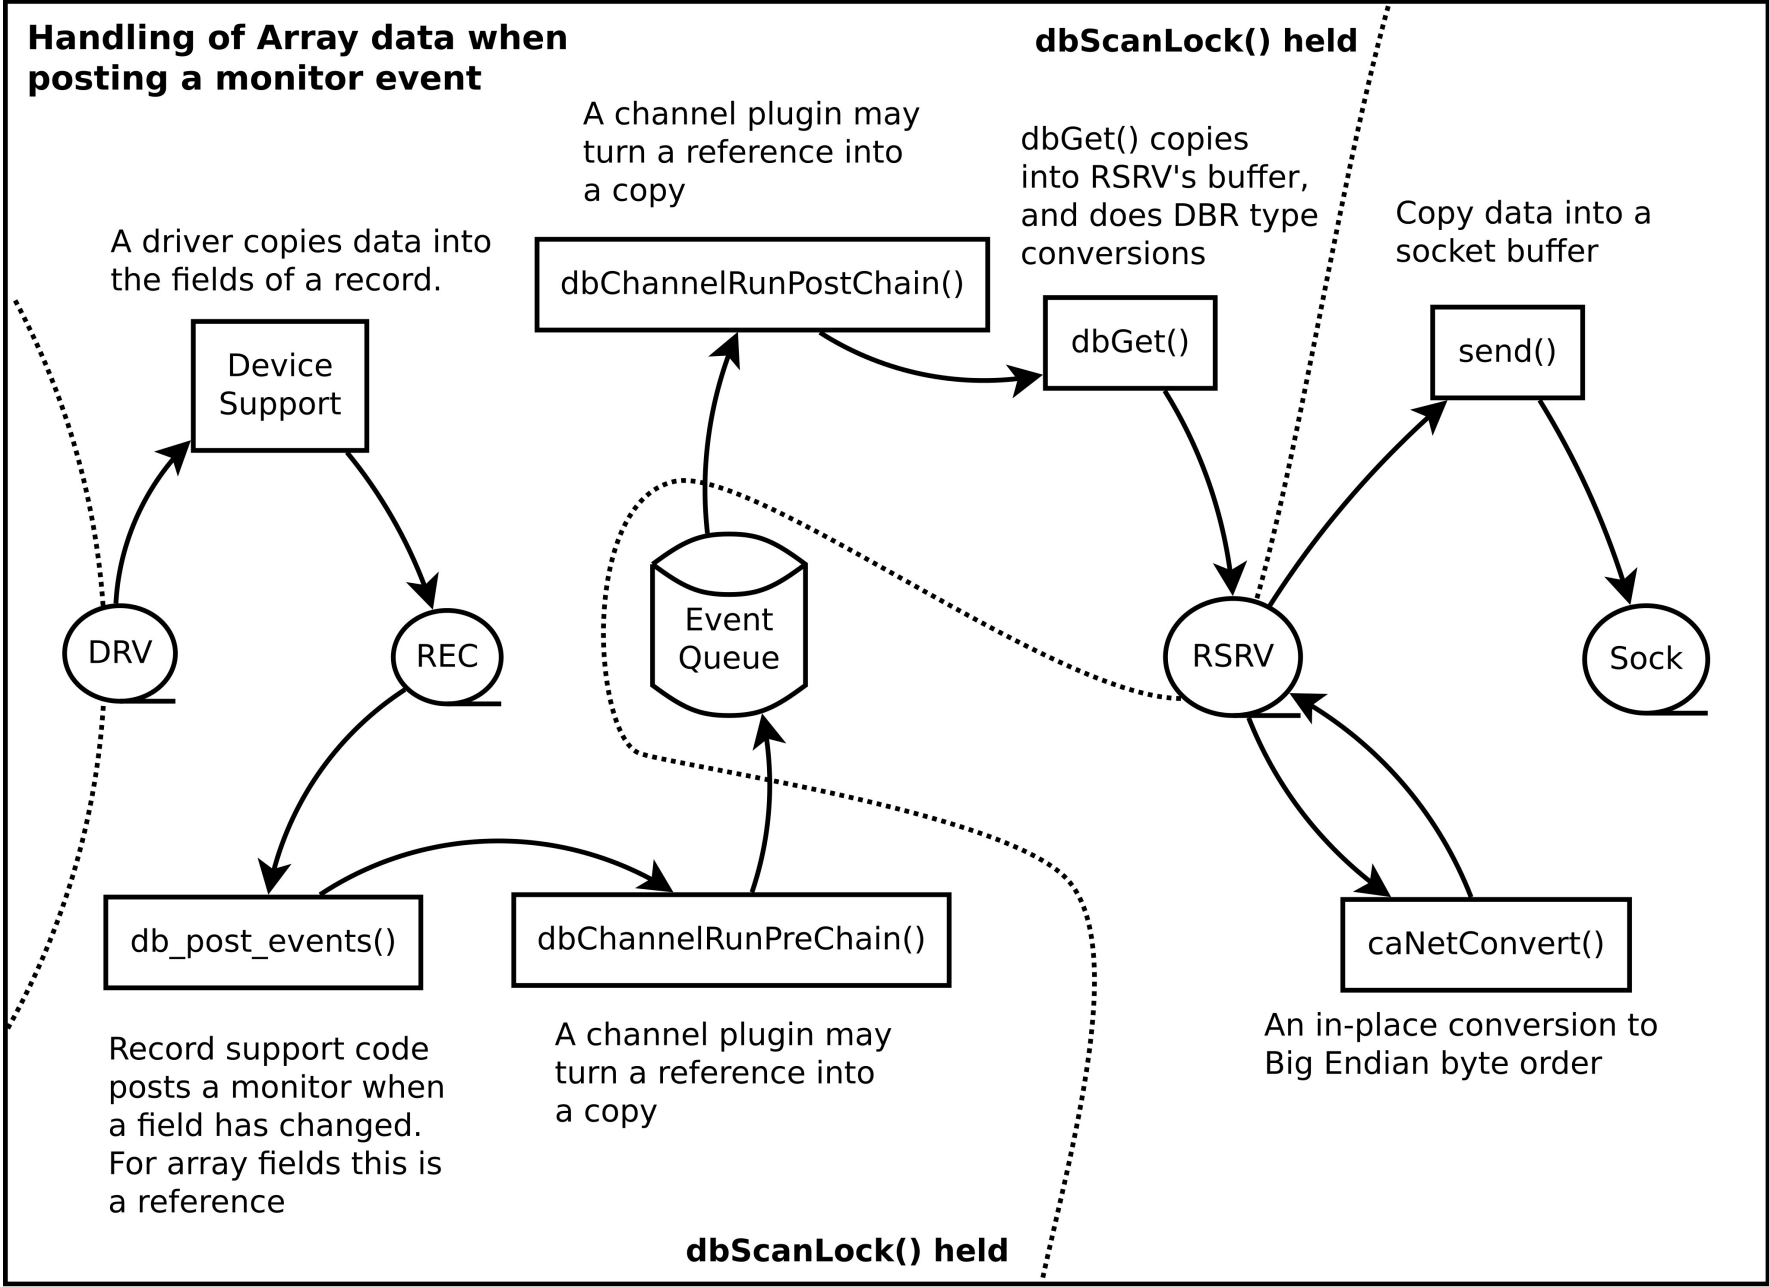 Handling of Array data when
posting a monitor event
dbScanLock() held
A channel plugin may
turn a reference into
a copy
dbGet() copies
into RSRV's buffer,
and does DBR type
conversions
Copy data into a
socket buffer
A driver copies data into
the fields of a record.
dbChannelRunPostChain()
dbGet()
send()
Device
Support
DRV
REC
Event
Queue
RSRV
Sock
db_post_events()
dbChannelRunPreChain()
caNetConvert()
Record support code
posts a monitor when
a field has changed.
For array fields this is
a reference
A channel plugin may
turn a reference into
a copy
An in-place conversion to
Big Endian byte order
dbScanLock() held